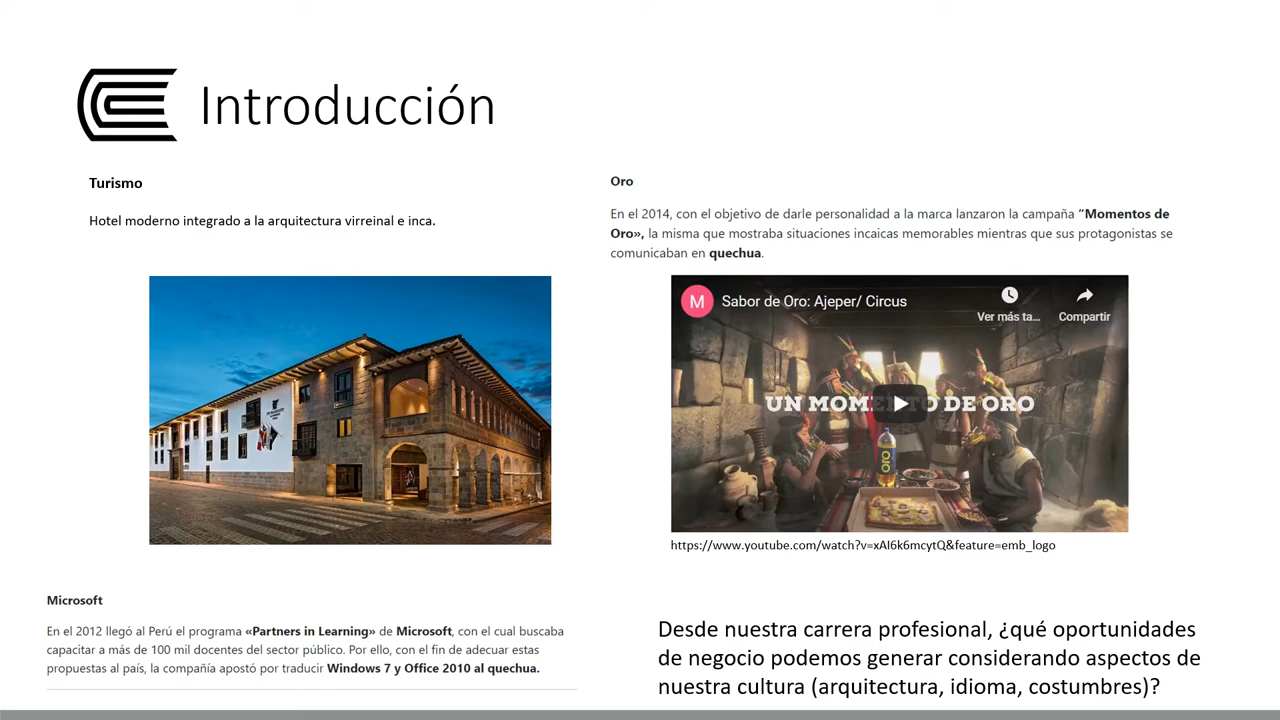 Introducción
Turismo
Hotel moderno integrado a la arquitectura virreinal e inca.
Oro
En el 2014, con el objetivo de darle personalidad a la marca lanzaron la campaña “Momentos de
Oro», la misma que mostraba situaciones incaicas memorables mientras que sus protagonistas se
comunicaban en quechua.
M
Sabor de Oro: Ajeper/ Circus
Ver más ta...
Compartir
UN MOMENTO DE ORO
oro
https://www.youtube.com/watch?v=xAI6k6mcytQ&feature=emb_logo
Microsoft
En el 2012 llegó al Perú el programa «Partners in Learning» de Microsoft, con el cual buscaba
capacitar a más de 100 mil docentes del sector público. Por ello, con el fin de adecuar estas
propuestas al país, la compañía apostó por traducir Windows 7 y Office 2010 al quechua.
Desde nuestra carrera profesional, ¿qué oportunidades
de negocio podemos generar considerando aspectos de
nuestra cultura (arquitectura, idioma, costumbres)?